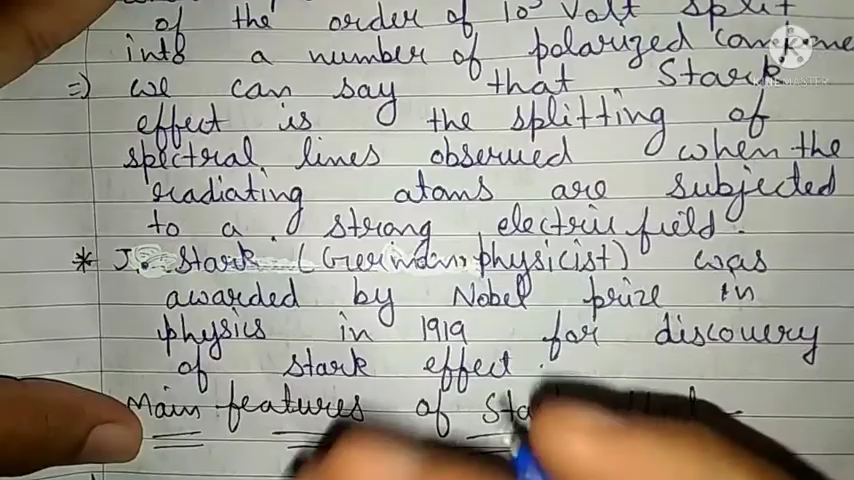 of the order of 10⁵ Volt split
into a number of polarized compone
KINEMASTER
=) we can say that Stark
effect is the splitting of
spectral lines observed when the
radiating atoms are subjected
to a strong electric field.
* J. Stark (German physicist) was
awarded by Nobel prize in
physics in 1919 for discovery
of stark effect.
Main features of